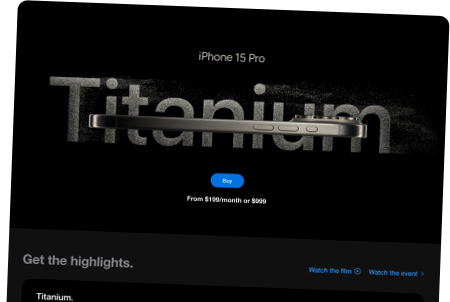 iPhone 15 Pro
Titanium
Buy
From $199/month or $999
Get the highlights.
Watch the film
Watch the event >
Titanium.